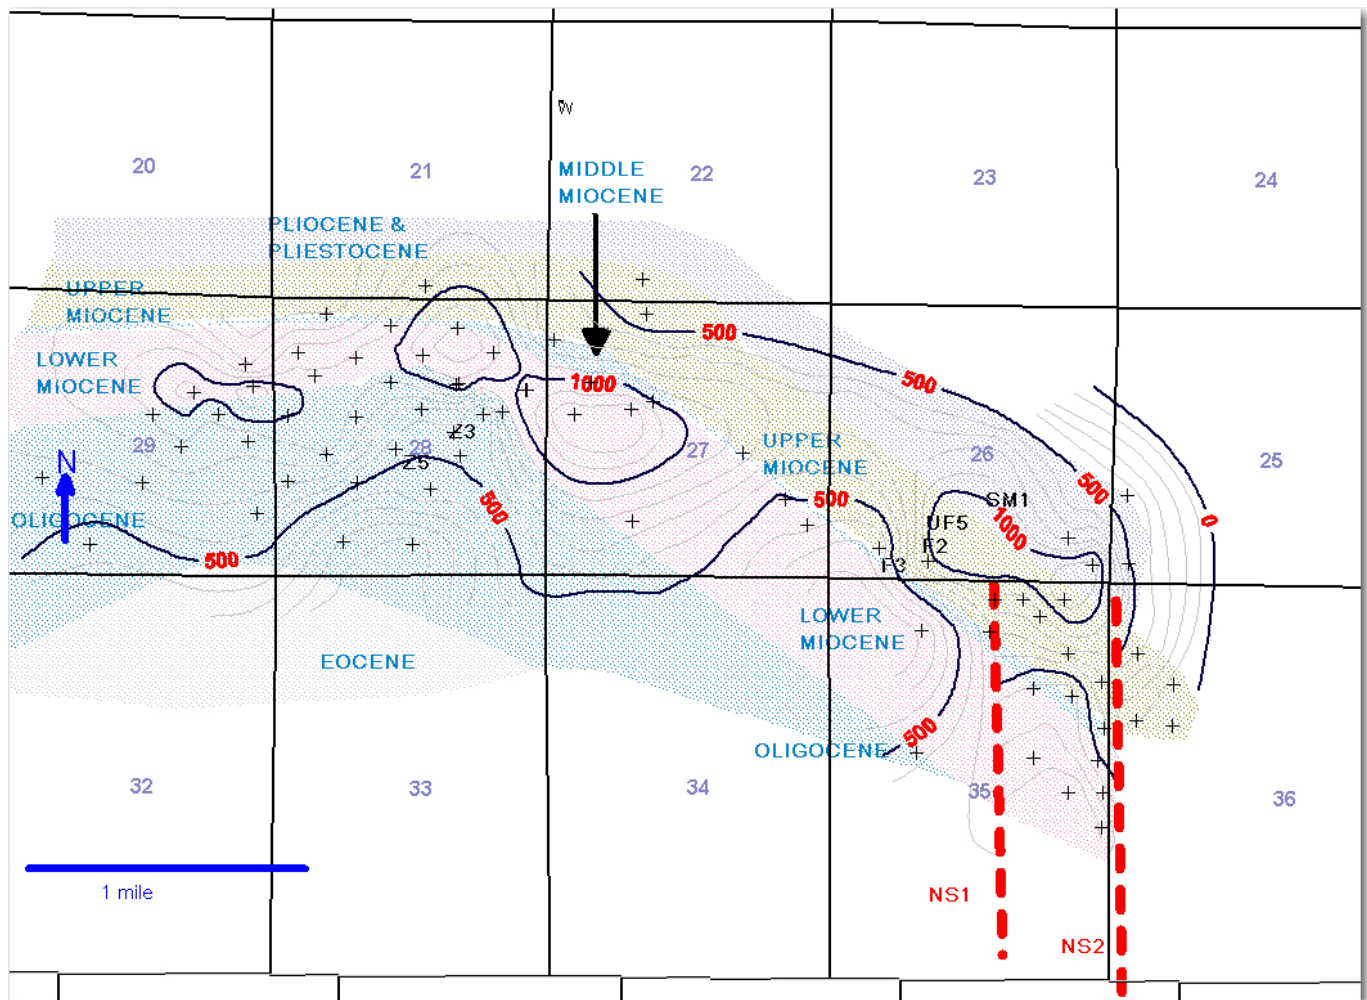 W
20
21
MIDDLE
MIOCENE
22
23
24
PLIOCENE &
PLIESTOCENE
UPPER
MIOCENE
500
LOWER
MIOCENE
1000
500
29
Z3
28
Z5
27
UPPER
MIOCENE
26
25
N
500
500
500
SM1
OLIGOCENE
UF5
1000
0
F2
500
F3
LOWER
MIOCENE
EOCENE
500
OLIGOCENE
32
33
34
35
36
1 mile
NS1
NS2